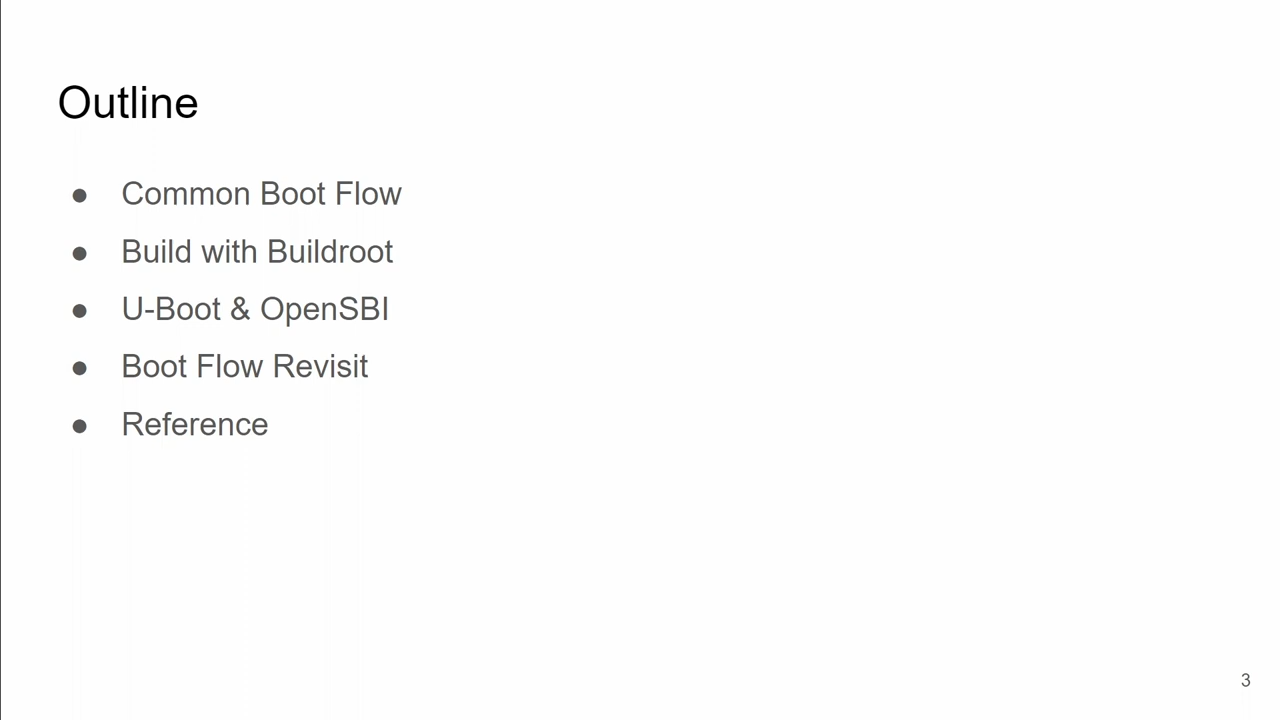 Outline
● Common Boot Flow
● Build with Buildroot
● U-Boot & OpenSBI
● Boot Flow Revisit
● Reference
3